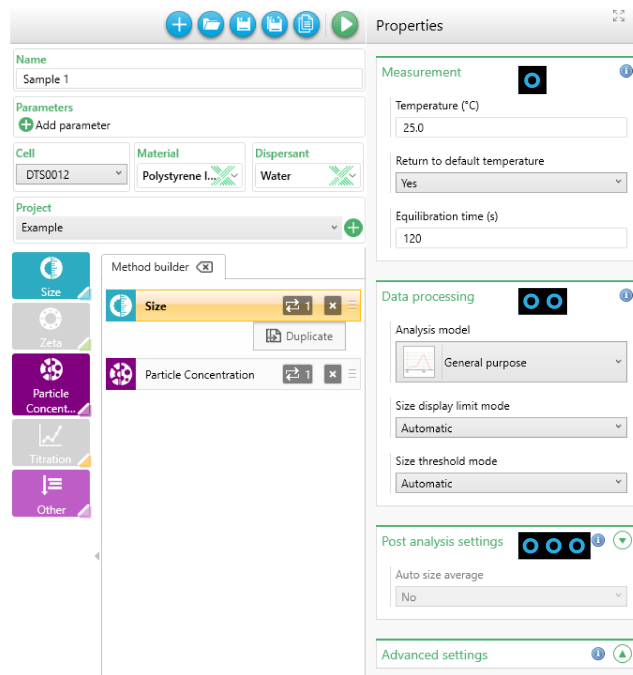 Properties
Name
Sample 1
Parameters
Add parameter
Cell
Material
Dispersant
DTS0012
Polystyrene l...
Water
Project
Example
Size
Zeta
Particle
Concent...
Titration
Other
Method builder
Size
1
Duplicate
Particle Concentration
1
Measurement
Temperature (°C)
25.0
Return to default temperature
Yes
Equilibration time (s)
120
Data processing
Analysis model
General purpose
Size display limit mode
Automatic
Size threshold mode
Automatic
Post analysis settings
Auto size average
No
Advanced settings